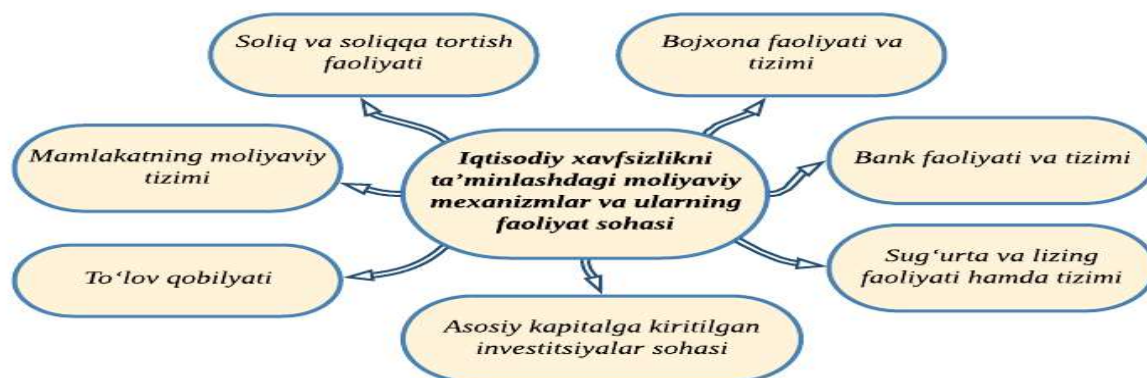 Soliq va soliqqa tortish
faoliyati
Bojxona faoliyati va
tizimi
Mamlakatning moliyaviy
tizimi
Iqtisodiy xavfsizlikni
ta’minlashdagi moliyaviy
mexanizmlar va ularning
faoliyat sohasi
Bank faoliyati va tizimi
To‘lov qobilyati
Sug‘urta va lizing
faoliyati hamda tizimi
Asosiy kapitalga kiritilgan
investitsiyalar sohasi